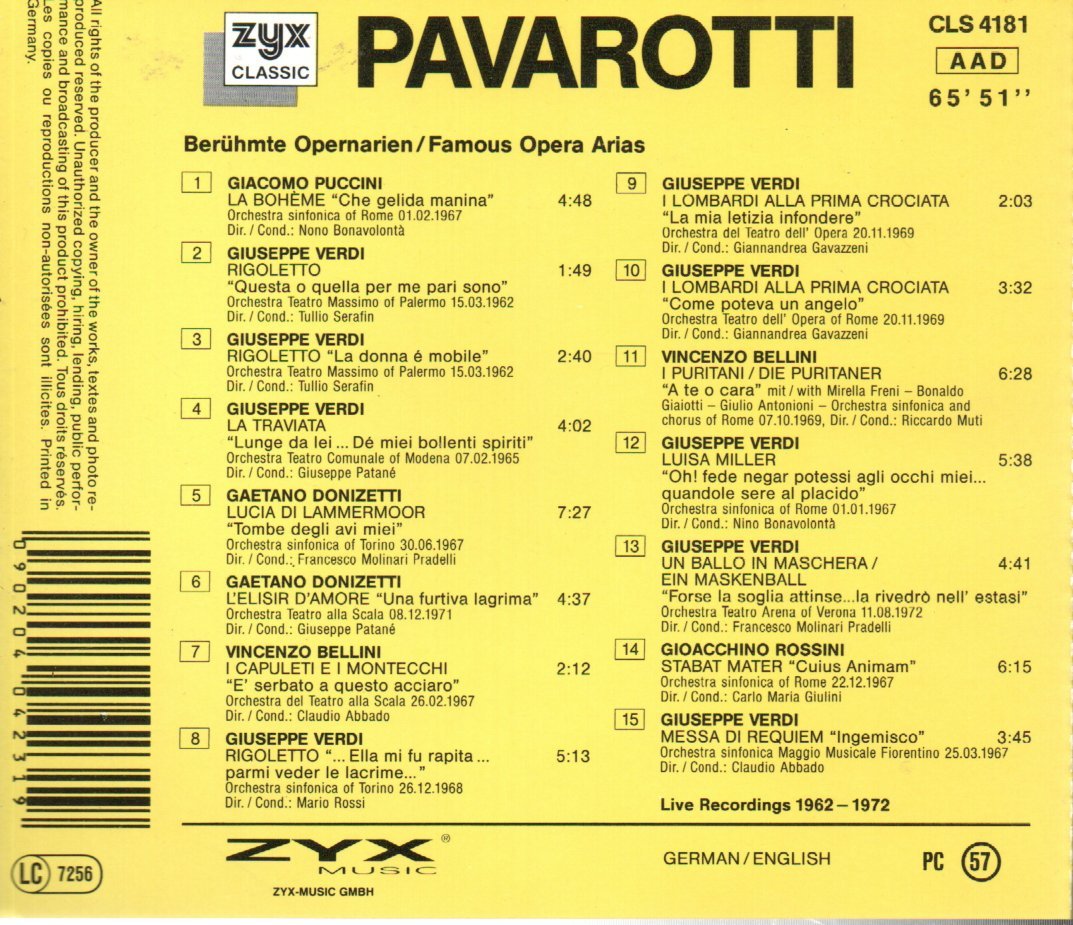 All rights of the producer and the owner of the works, textes and photo re-
produced reserved. Unauthorized copying, hiring, lending, public perfor-
mance and broadcasting of this product prohibited. Tous droits réservés.
Les copies ou reproductions non-autorisées sont illicites. Printed in
Germany.
zyx
CLASSIC
PAVAROTTI
CLS 4181
AAD
65'51''
Berühmte Opernarien/Famous Opera Arias
1 GIACOMO PUCCINI
LA BOHÈME “Che gelida manina” 4:48
Orchestra sinfonica of Rome 01.02.1967
Dir. / Cond.: Nono Bonavolontà
2 GIUSEPPE VERDI
RIGOLETTO 1:49
“Questa o quella per me pari sono”
Orchestra Teatro Massimo of Palermo 15.03.1962
Dir. / Cond.: Tullio Serafin
3 GIUSEPPE VERDI
RIGOLETTO “La donna é mobile” 2:40
Orchestra Teatro Massimo of Palermo 15.03.1962
Dir. / Cond.: Tullio Serafin
4 GIUSEPPE VERDI
LA TRAVIATA 4:02
“Lunge da lei ... Dé miei bollenti spiriti”
Orchestra Teatro Comunale of Modena 07.02.1965
Dir. / Cond.: Giuseppe Patané
5 GAETANO DONIZETTI
LUCIA DI LAMMERMOOR 7:27
“Tombe degli avi miei”
Orchestra sinfonica of Torino 30.06.1967
Dir. / Cond.: Francesco Molinari Pradelli
6 GAETANO DONIZETTI
L'ELISIR D'AMORE “Una furtiva lagrima” 4:37
Orchestra Teatro alla Scala 08.12.1971
Dir. / Cond.: Giuseppe Patané
7 VINCENZO BELLINI
I CAPULETI E I MONTECCHI 2:12
“E' serbato a questo acciaro”
Orchestra del Teatro alla Scala 26.02.1967
Dir. / Cond.: Claudio Abbado
8 GIUSEPPE VERDI
RIGOLETTO “... Ella mi fu rapita ... 5:13
parmi veder le lacrime...”
Orchestra sinfonica of Torino 26.12.1968
Dir. / Cond.: Mario Rossi
9 GIUSEPPE VERDI
I LOMBARDI ALLA PRIMA CROCIATA 2:03
“La mia letizia infondere”
Orchestra del Teatro dell' Opera 20.11.1969
Dir. / Cond.: Giannandrea Gavazzeni
10 GIUSEPPE VERDI
I LOMBARDI ALLA PRIMA CROCIATA 3:32
“Come poteva un angelo”
Orchestra Teatro dell' Opera of Rome 20.11.1969
Dir. / Cond.: Giannandrea Gavazzeni
11 VINCENZO BELLINI
I PURITANI / DIE PURITANER 6:28
“A te o cara” mit / with Mirella Freni – Bonaldo
Giaiotti – Giulio Antonioni – Orchestra sinfonica and
chorus of Rome 07.10.1969, Dir. / Cond.: Riccardo Muti
12 GIUSEPPE VERDI
LUISA MILLER 5:38
“Oh! fede negar potessi agli occhi miei...
quandole sere al placido”
Orchestra sinfonica of Rome 01.01.1967
Dir. / Cond.: Nino Bonavolontà
13 GIUSEPPE VERDI
UN BALLO IN MASCHERA / 4:41
EIN MASKENBALL
“Forse la soglia attinse...la rivedrò nell' estasi”
Orchestra Teatro Arena of Verona 11.08.1972
Dir. / Cond.: Francesco Molinari Pradelli
14 GIOACCHINO ROSSINI
STABAT MATER “Cuius Animam” 6:15
Orchestra sinfonica of Rome 22.12.1967
Dir. / Cond.: Carlo Maria Giulini
15 GIUSEPPE VERDI
MESSA DI REQUIEM “Ingemisco” 3:45
Orchestra sinfonica Maggio Musicale Fiorentino 25.03.1967
Dir. / Cond.: Claudio Abbado
Live Recordings 1962 – 1972
0 90204 04231 9
LC 7256
ZYX®
MUSIC
ZYX-MUSIC GMBH
GERMAN / ENGLISH
PC 57